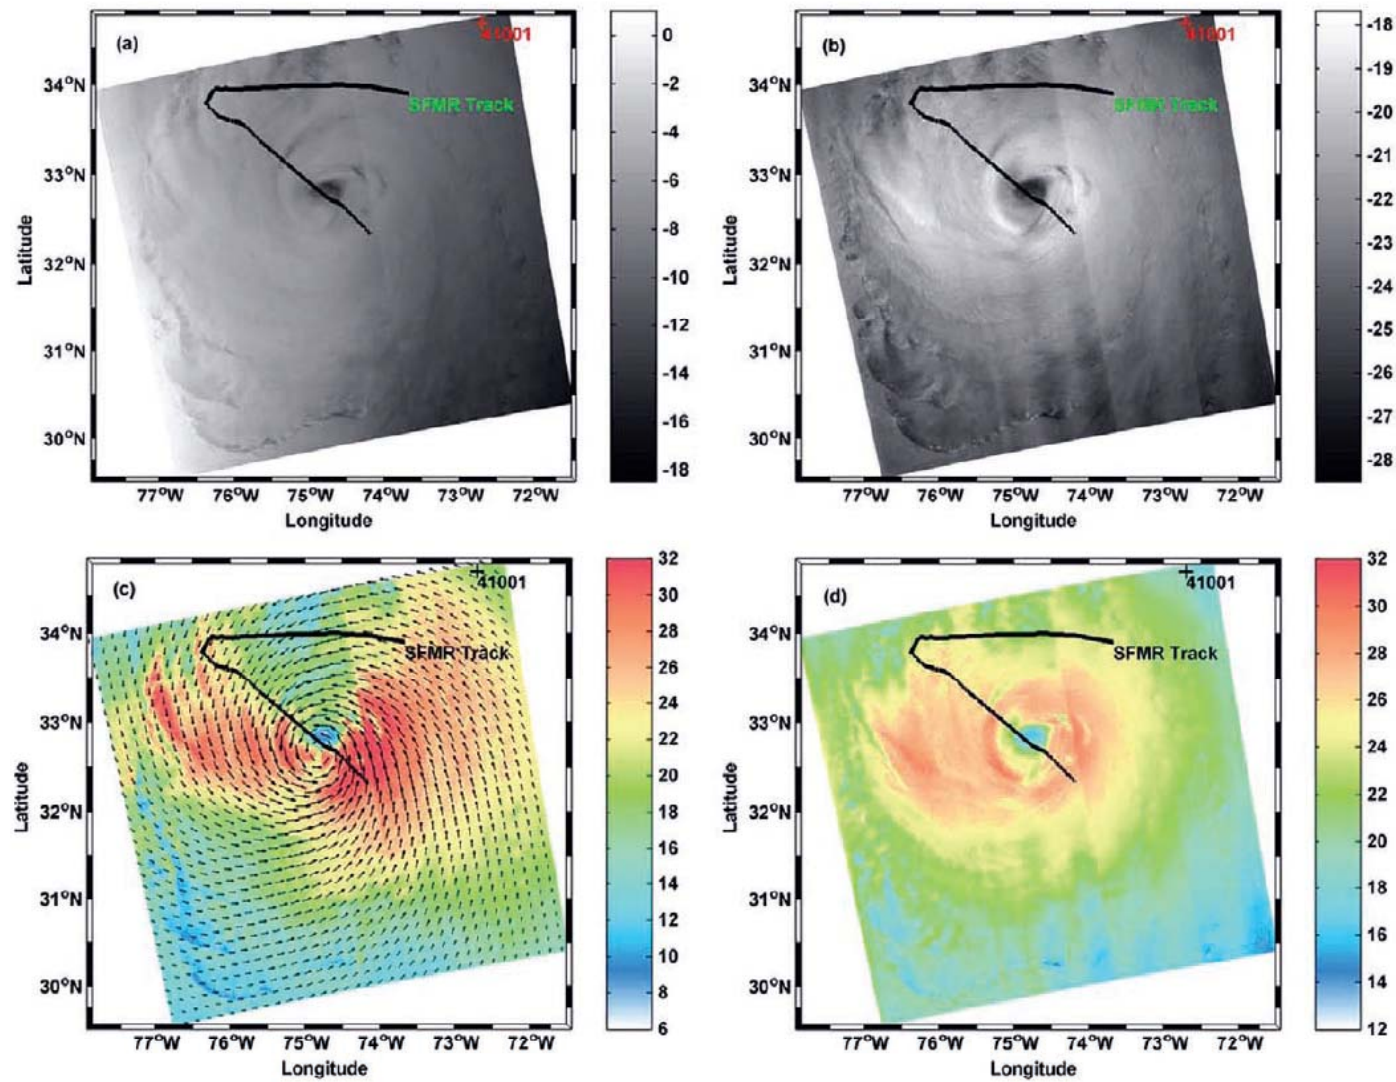 (a)
41001
SFMR Track
34°N
33°N
32°N
31°N
30°N
Latitude
77°W 76°W 75°W 74°W 73°W 72°W
Longitude
0
-2
-4
-6
-8
-10
-12
-14
-16
-18
(b)
41001
SFMR Track
34°N
33°N
32°N
31°N
30°N
Latitude
77°W 76°W 75°W 74°W 73°W 72°W
Longitude
-18
-19
-20
-21
-22
-23
-24
-25
-26
-27
-28
(c)
41001
SFMR Track
34°N
33°N
32°N
31°N
30°N
Latitude
77°W 76°W 75°W 74°W 73°W 72°W
Longitude
32
30
28
26
24
22
20
18
16
14
12
10
8
6
(d)
41001
SFMR Track
34°N
33°N
32°N
31°N
30°N
Latitude
77°W 76°W 75°W 74°W 73°W 72°W
Longitude
32
30
28
26
24
22
20
18
16
14
12